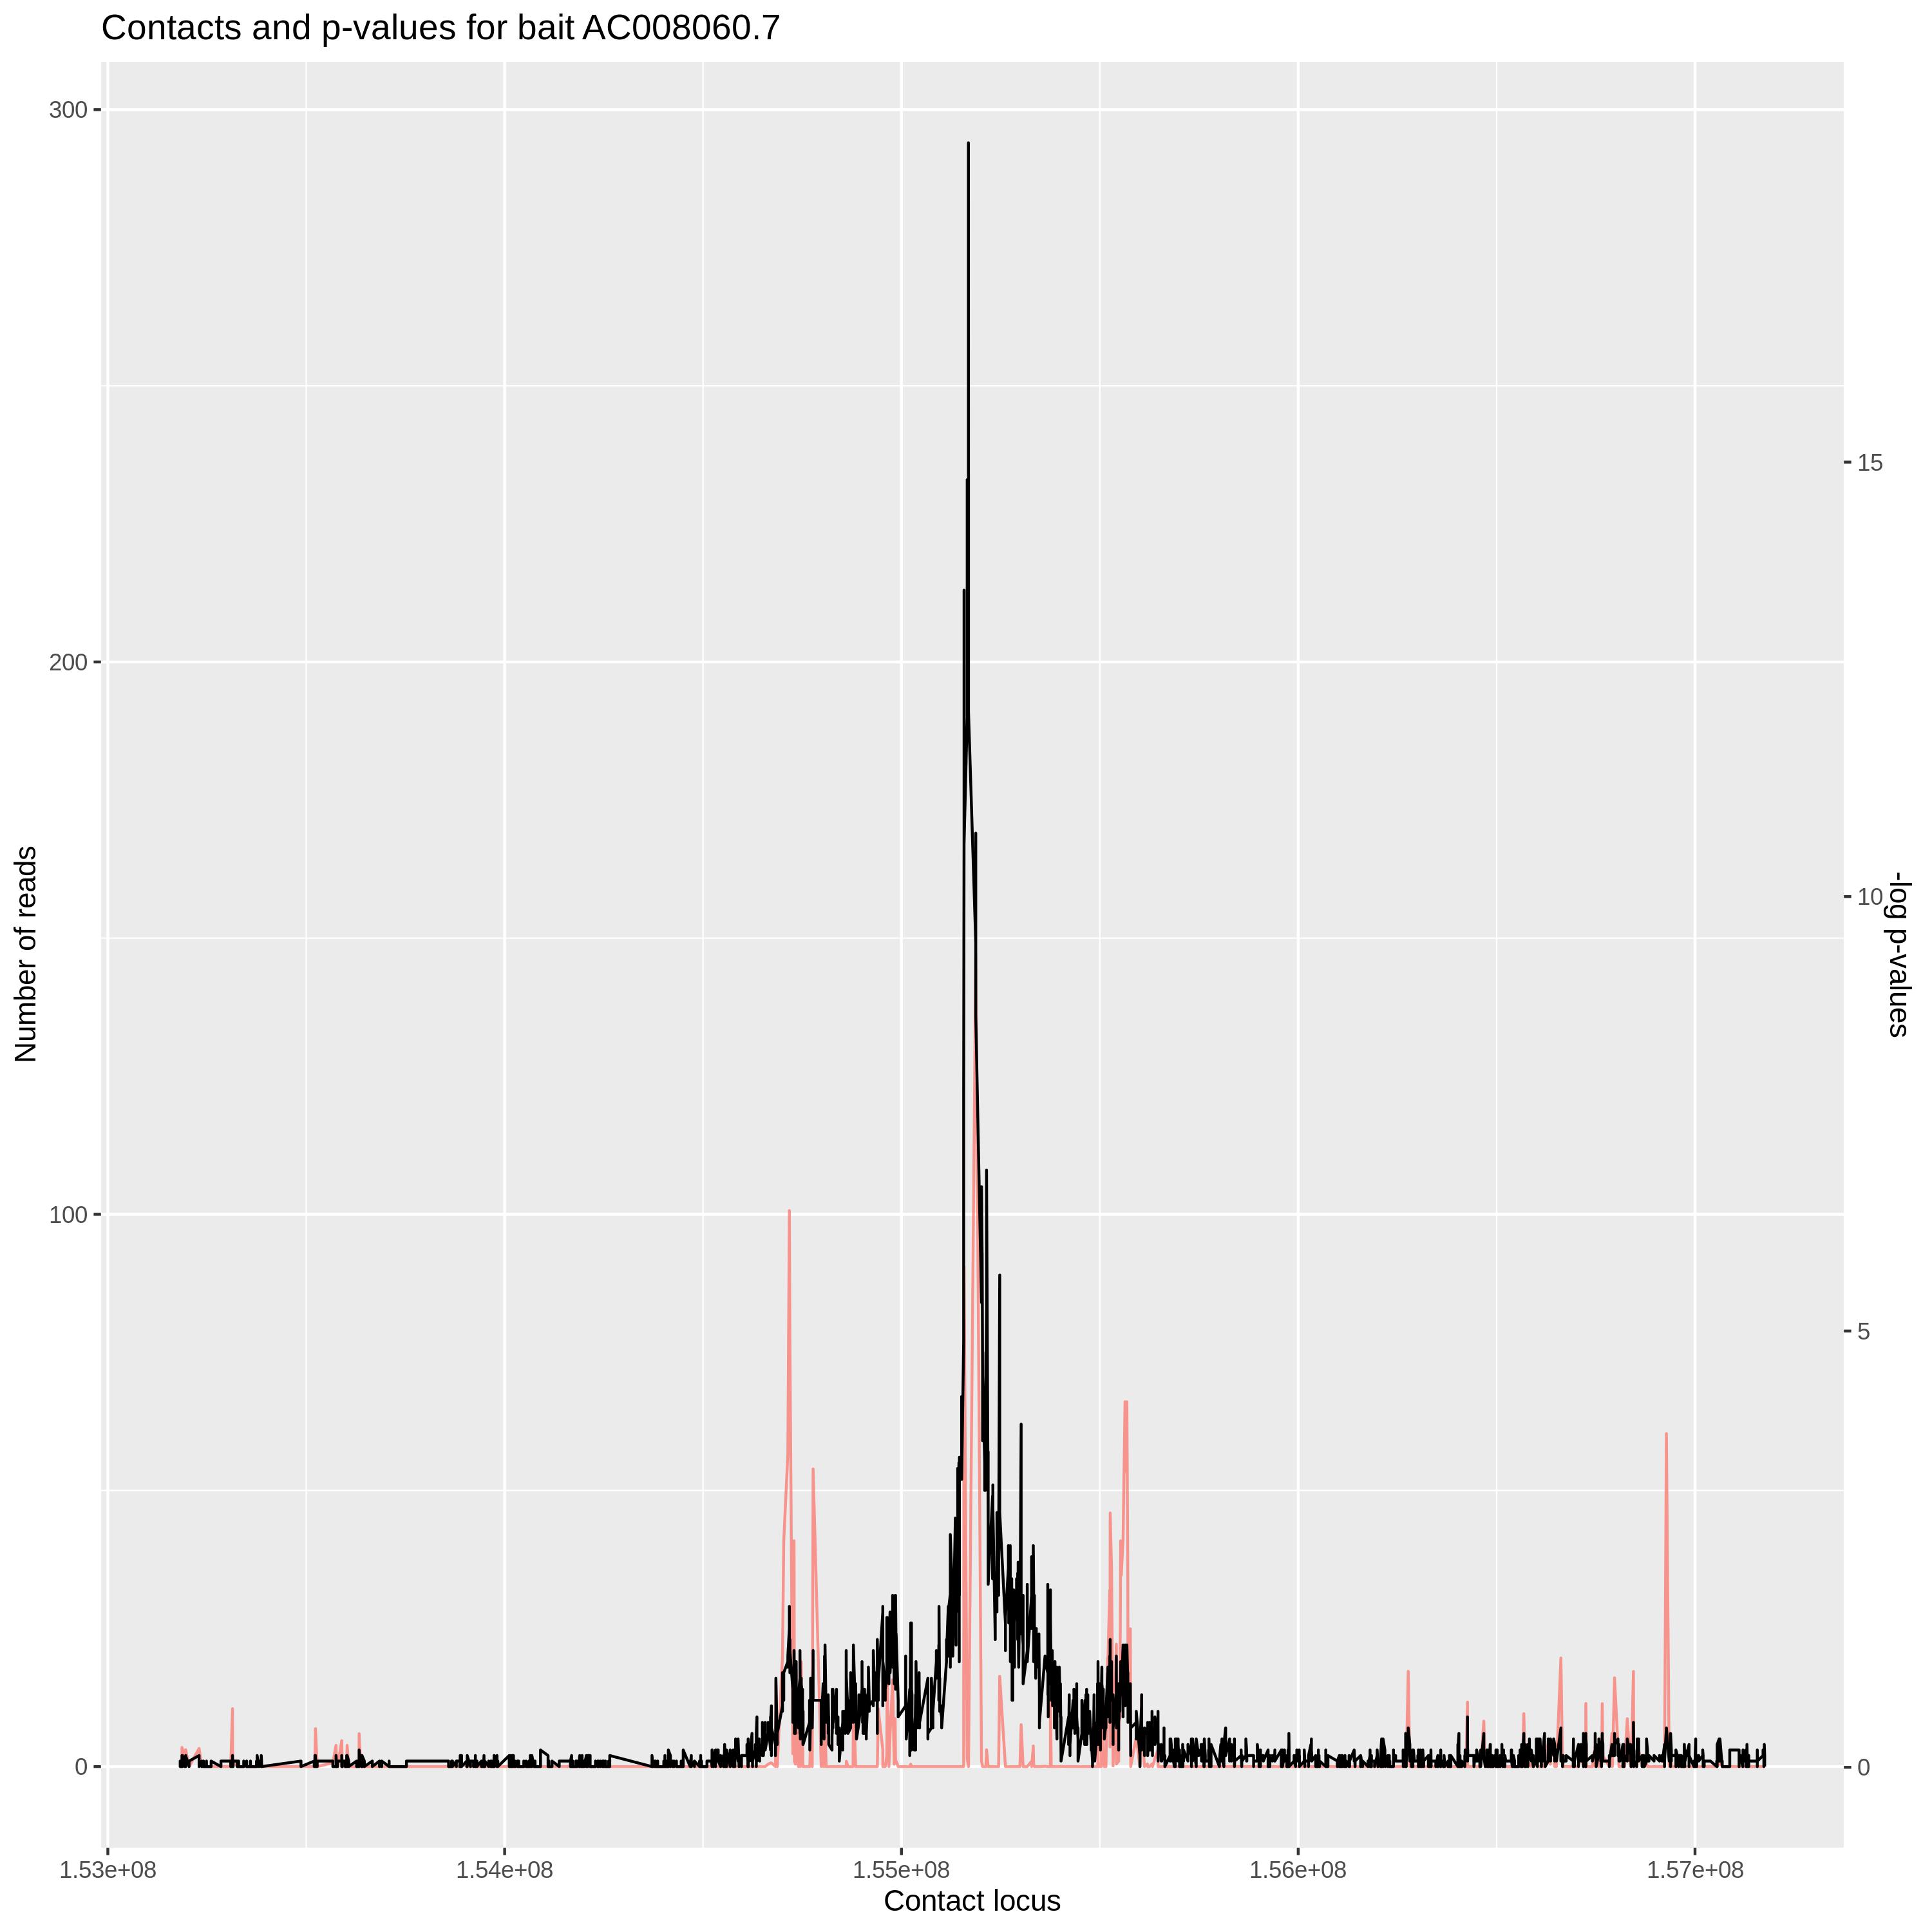 Contacts and p-values for bait AC008060.7
300
200
100
0
Number of reads
15
10
5
0
-log p-values
1.53e+08
1.54e+08
1.55e+08
1.56e+08
1.57e+08
Contact locus